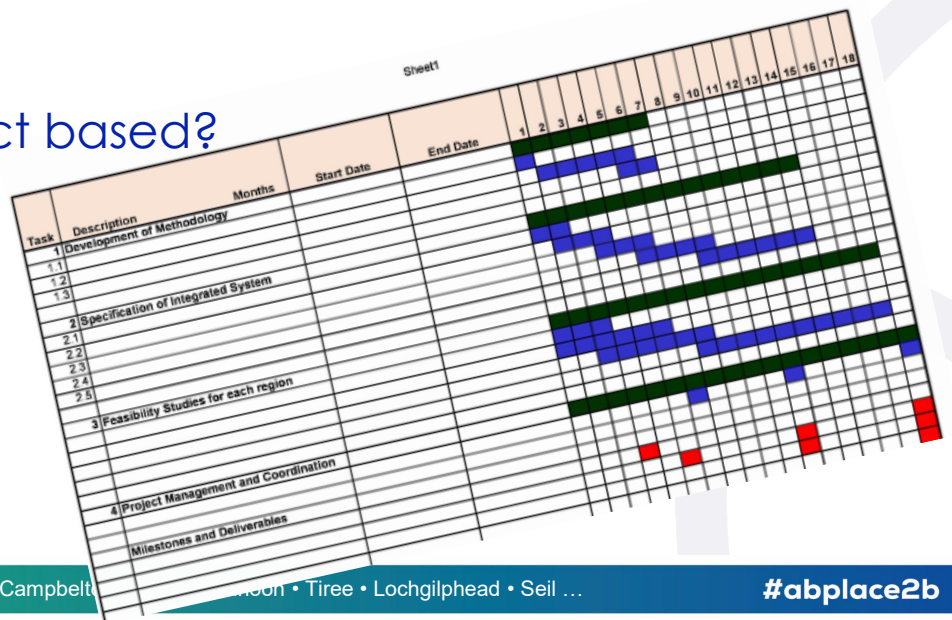 ct based?
Sheet1
Task Description Months Start Date End Date 1 2 3 4 5 6 7 8 9 10 11 12 13 14 15 16 17 18
1 Development of Methodology
1.1
1.2
1.3
2 Specification of Integrated System
2.1
2.2
2.3
2.4
2.5
3 Feasibility Studies for each region
4 Project Management and Coordination
Milestones and Deliverables
• Tiree • Lochgilphead • Seil …
#abplace2b